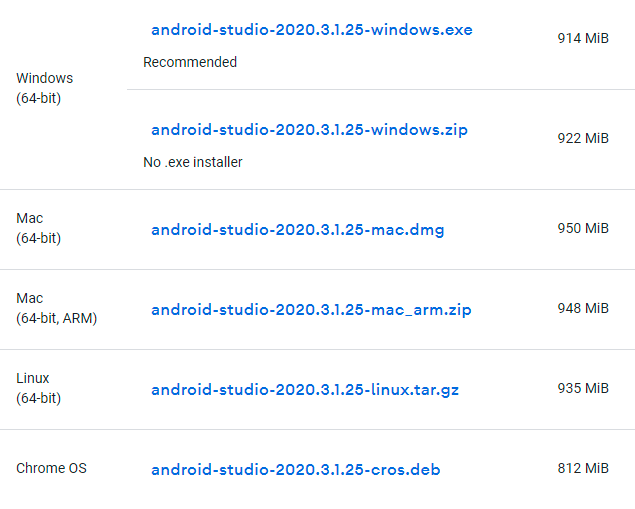 android-studio-2020.3.1.25-windows.exe
914 MiB
Recommended
Windows
(64-bit)
android-studio-2020.3.1.25-windows.zip
922 MiB
No .exe installer
Mac
(64-bit)
android-studio-2020.3.1.25-mac.dmg
950 MiB
Mac
(64-bit, ARM)
android-studio-2020.3.1.25-mac_arm.zip
948 MiB
Linux
(64-bit)
android-studio-2020.3.1.25-linux.tar.gz
935 MiB
Chrome OS
android-studio-2020.3.1.25-cros.deb
812 MiB